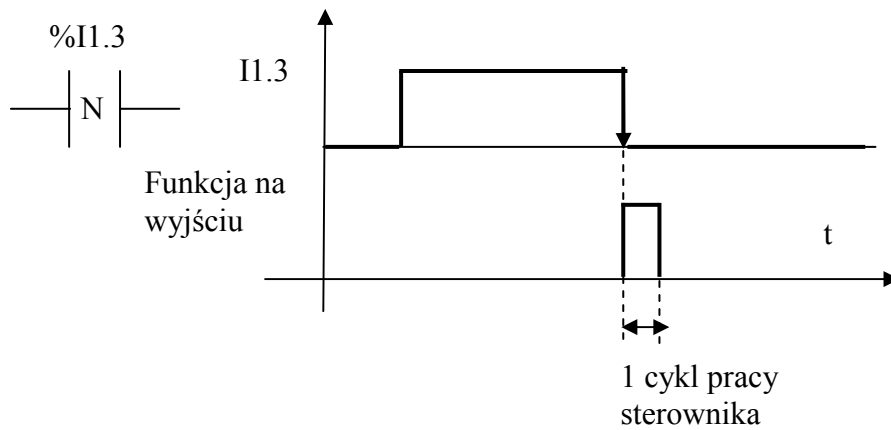 %I1.3
N
I1.3
Funkcja na
wyjściu
t
1 cykl pracy
sterownika